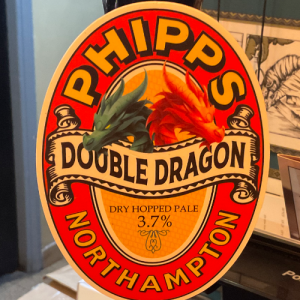 PHIPPS
DOUBLE DRAGON
DRY HOPPED PALE
3.7%
NORTHAMPTON